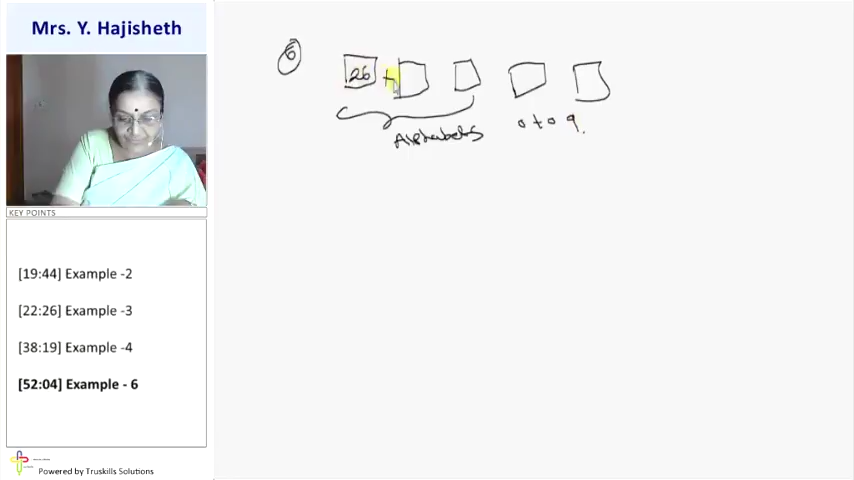 Mrs. Y. Hajisheth
6
26 +
Alphabets
0 to 9.
KEY POINTS
[19:44] Example -2
[22:26] Example -3
[38:19] Example -4
[52:04] Example - 6
Powered by Truskills Solutions